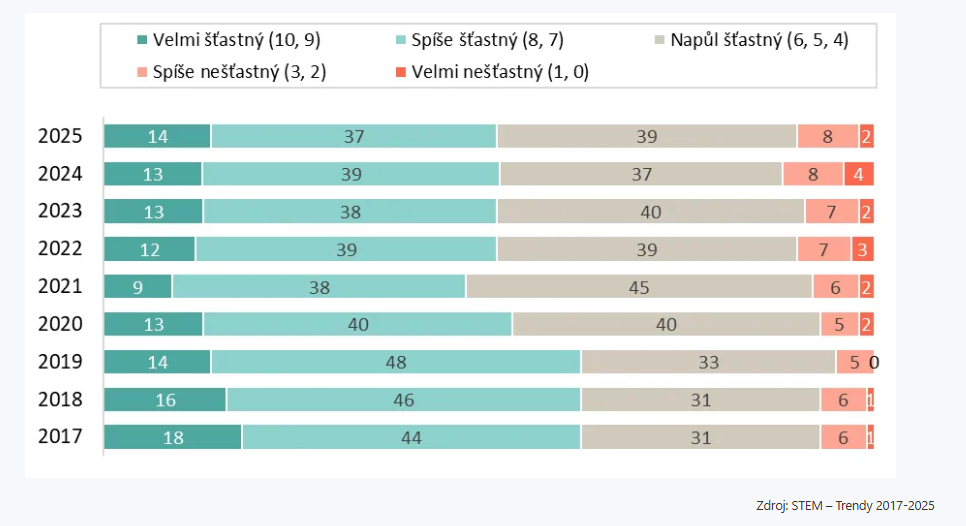 Velmi šťastný (10, 9) Spíše šťastný (8, 7) Napůl šťastný (6, 5, 4)
Spíše nešťastný (3, 2) Velmi nešťastný (1, 0)
2025 14 37 39 8 2
2024 13 39 37 8 4
2023 13 38 40 7 2
2022 12 39 39 7 3
2021 9 38 45 6 2
2020 13 40 40 5 2
2019 14 48 33 5 0
2018 16 46 31 6 1
2017 18 44 31 6 1
Zdroj: STEM – Trendy 2017-2025